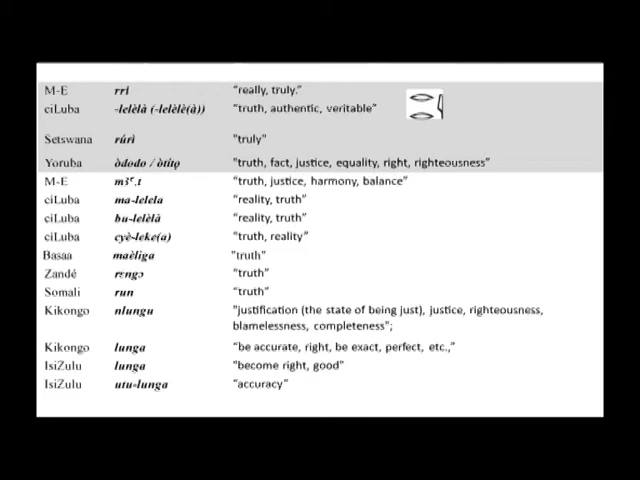 M-E rrỉ "really, truly."
ciLuba -lelèlà (-lelèlè(à)) "truth, authentic, veritable"
Setswana rúrì "truly"
Yoruba òdodo / òtítọ "truth, fact, justice, equality, right, righteousness"
M-E mꜣꜥ.t "truth, justice, harmony, balance"
ciLuba ma-lelela "reality, truth"
ciLuba bu-lelèlà "reality, truth"
ciLuba cyè-leke(a) "truth, reality"
Basaa maèliga "truth"
Zandé rɛngɔ "truth"
Somali run "truth"
Kikongo nlungu "justification (the state of being just), justice, righteousness,
blamelessness, completeness";
Kikongo lunga "be accurate, right, be exact, perfect, etc.,"
IsiZulu lunga "become right, good"
IsiZulu utu-lunga "accuracy"